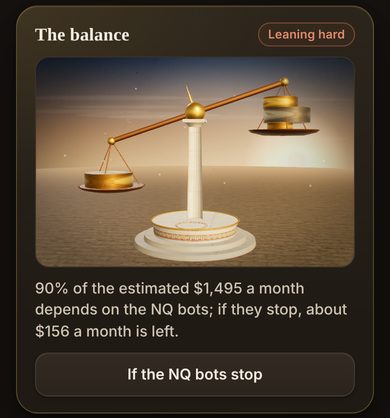 The balance
Leaning hard
90% of the estimated $1,495 a month
depends on the NQ bots; if they stop, about
$156 a month is left.
If the NQ bots stop